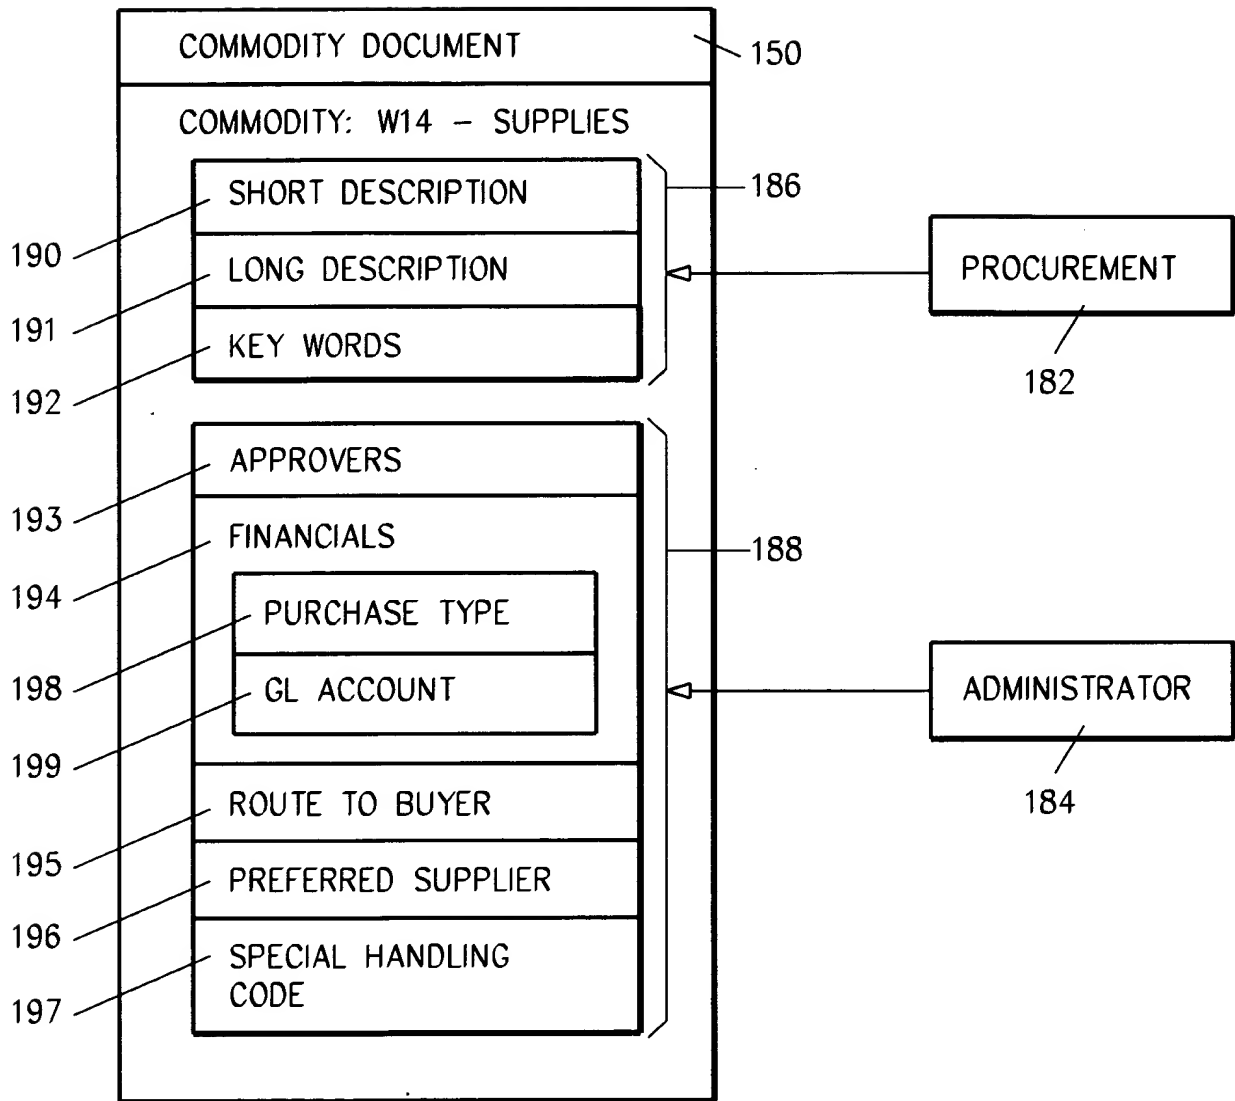 COMMODITY DOCUMENT
150
COMMODITY: W14 – SUPPLIES
SHORT DESCRIPTION
186
190
LONG DESCRIPTION
PROCUREMENT
191
KEY WORDS
182
192
APPROVERS
193
FINANCIALS
188
194
PURCHASE TYPE
198
GL ACCOUNT
ADMINISTRATOR
199
ROUTE TO BUYER
184
195
PREFERRED SUPPLIER
196
SPECIAL HANDLING
CODE
197